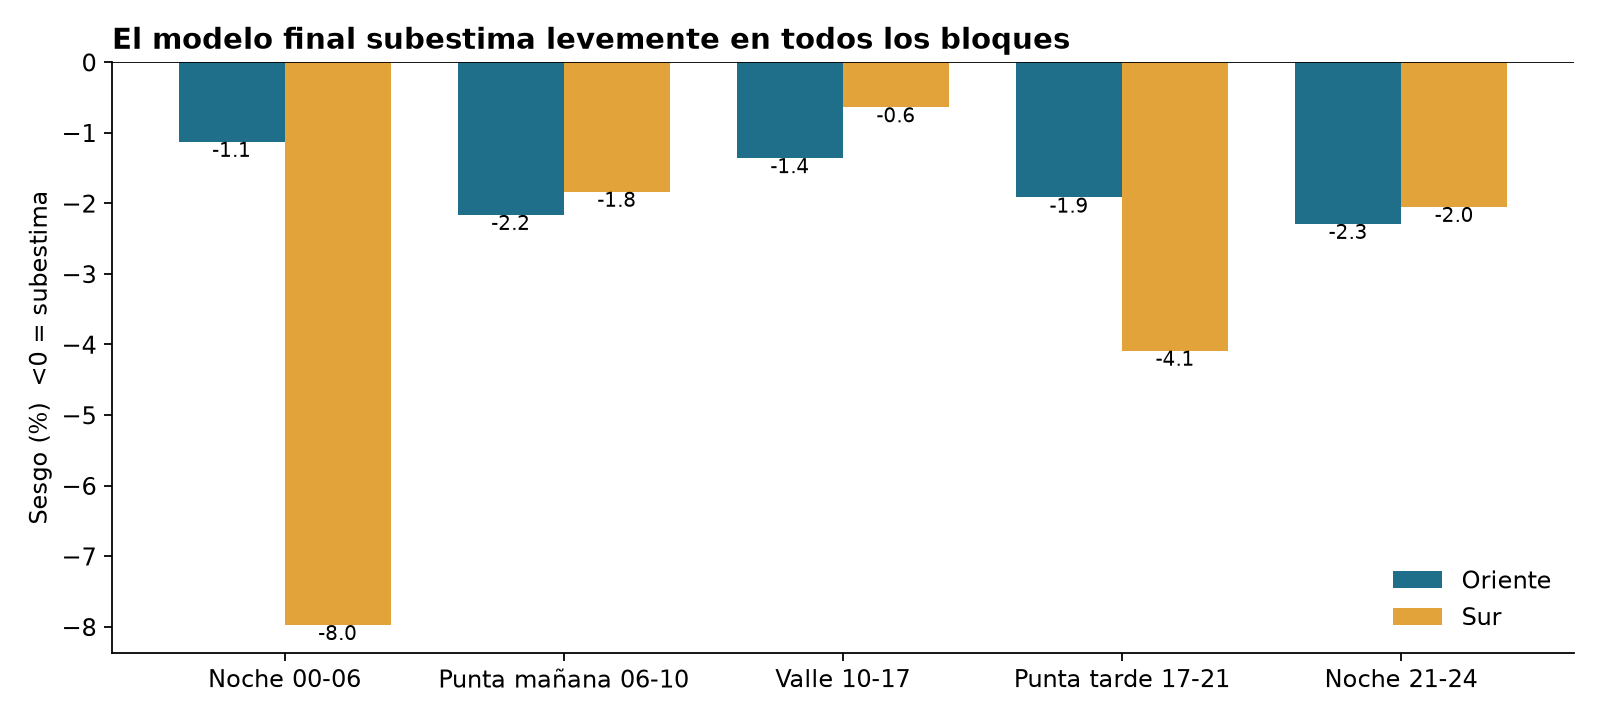 El modelo final subestima levemente en todos los bloques
Sesgo (%)  <0 = subestima
0
−1
−2
−3
−4
−5
−6
−7
−8
-1.1
-8.0
-2.2
-1.8
-1.4
-0.6
-1.9
-4.1
-2.3
-2.0
Oriente
Sur
Noche 00-06
Punta mañana 06-10
Valle 10-17
Punta tarde 17-21
Noche 21-24